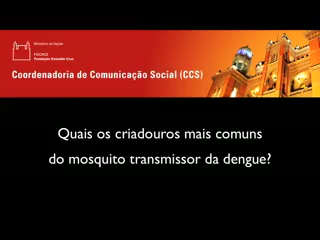 Ministério da Saúde
FIOCRUZ
Fundação Oswaldo Cruz
Coordenadoria de Comunicação Social (CCS)
Quais os criadouros mais comuns
do mosquito transmissor da dengue?